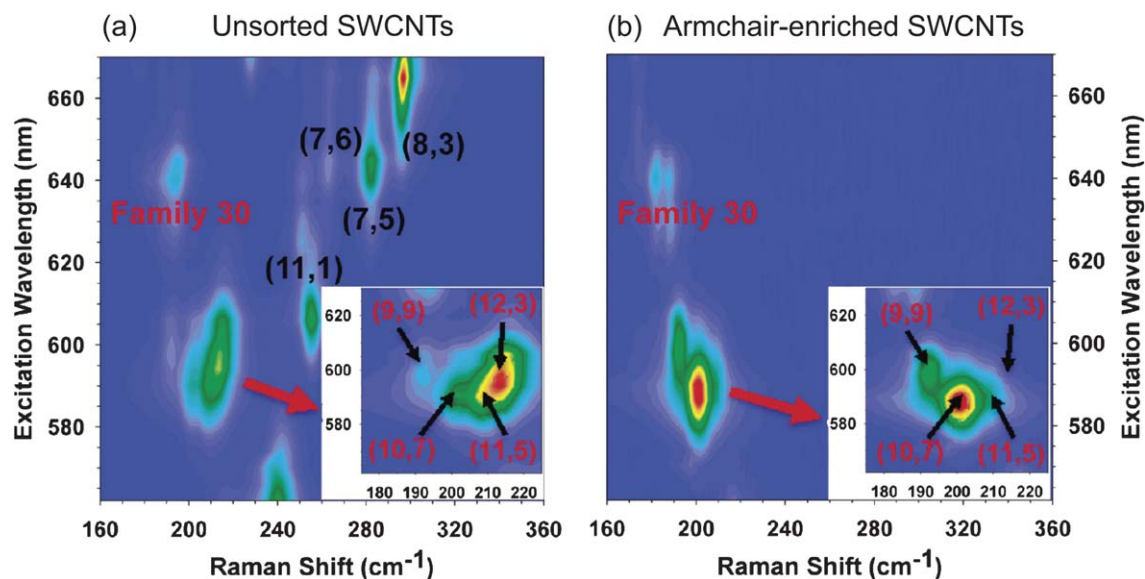 (a) Unsorted SWCNTs
(b) Armchair-enriched SWCNTs
Excitation Wavelength (nm)
660
640
620
600
580
(7,6)
(8,3)
Family 30
(7,5)
(11,1)
620
600
580
(9,9)
(12,3)
(10,7)
(11,5)
180 190 200 210 220
160 200 240 280 320 360
Raman Shift (cm-1)
Family 30
620
600
580
(9,9)
(12,3)
(10,7)
(11,5)
180 190 200 210 220
160 200 240 280 320 360
Raman Shift (cm-1)
660
640
620
600
580
Excitation Wavelength (nm)